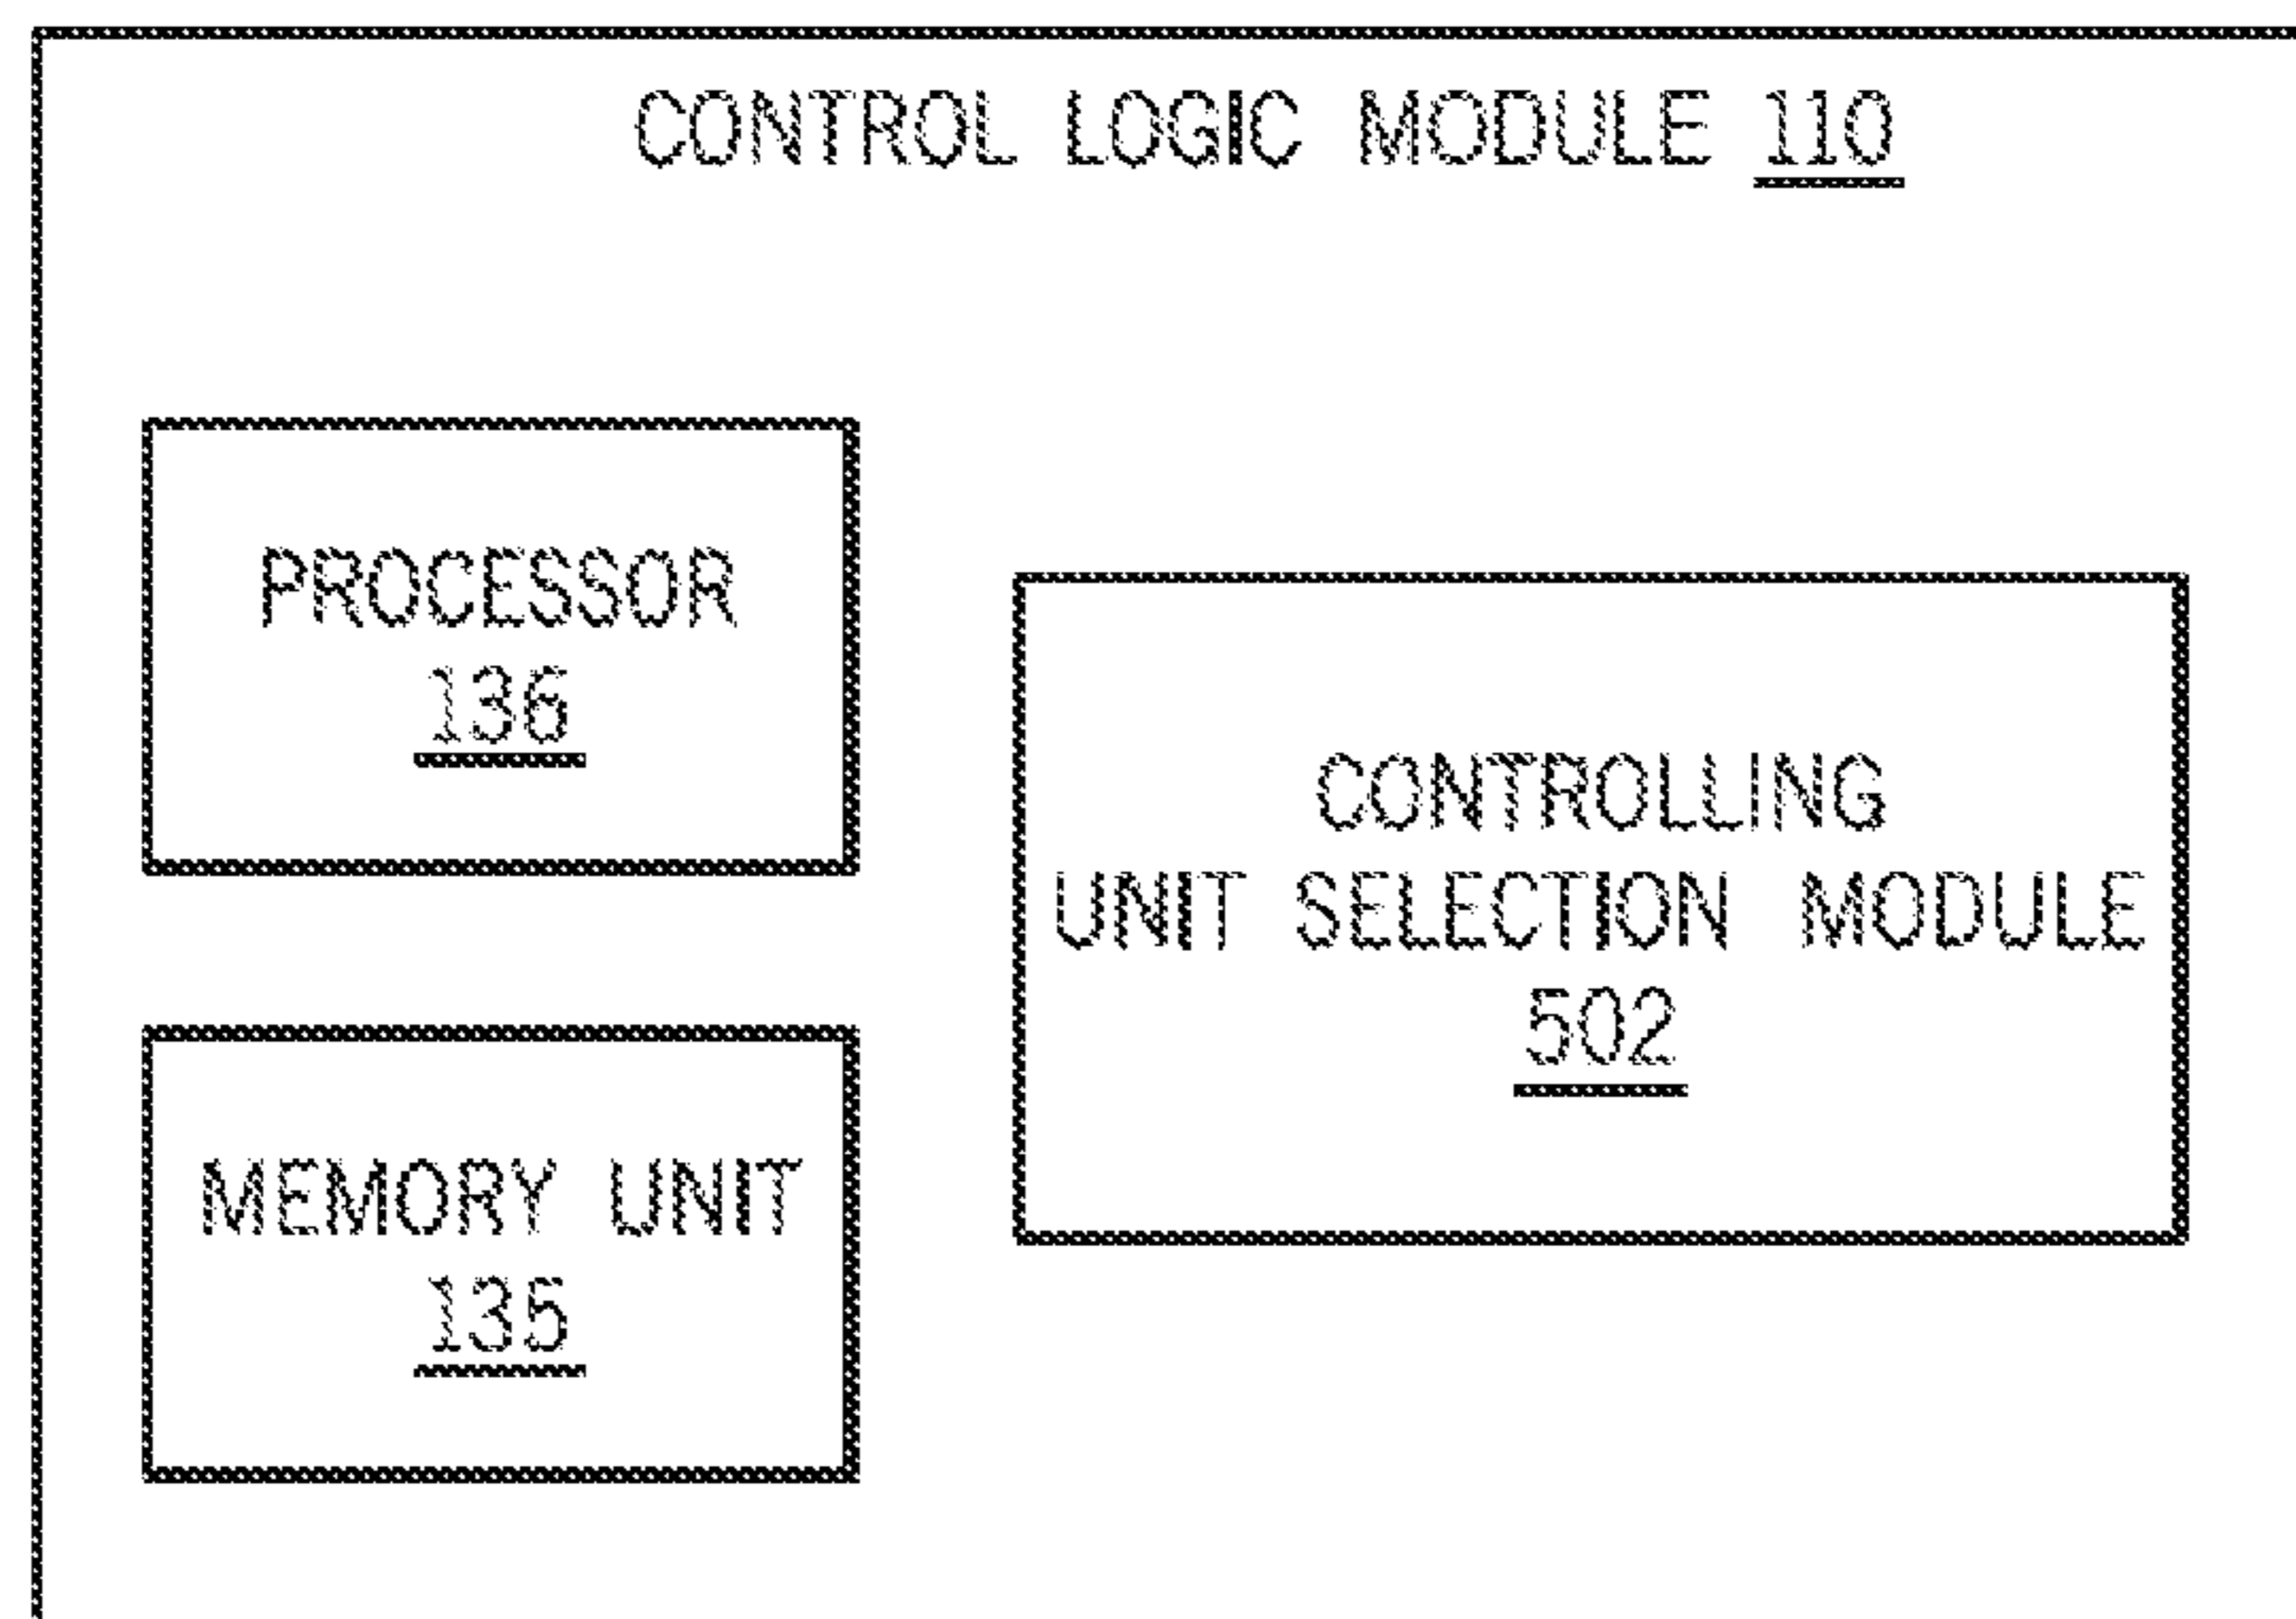 CONTROL LOGIC MODULE 110
PROCESSOR
136
CONTROLLING
UNIT SELECTION MODULE
502
MEMORY UNIT
135